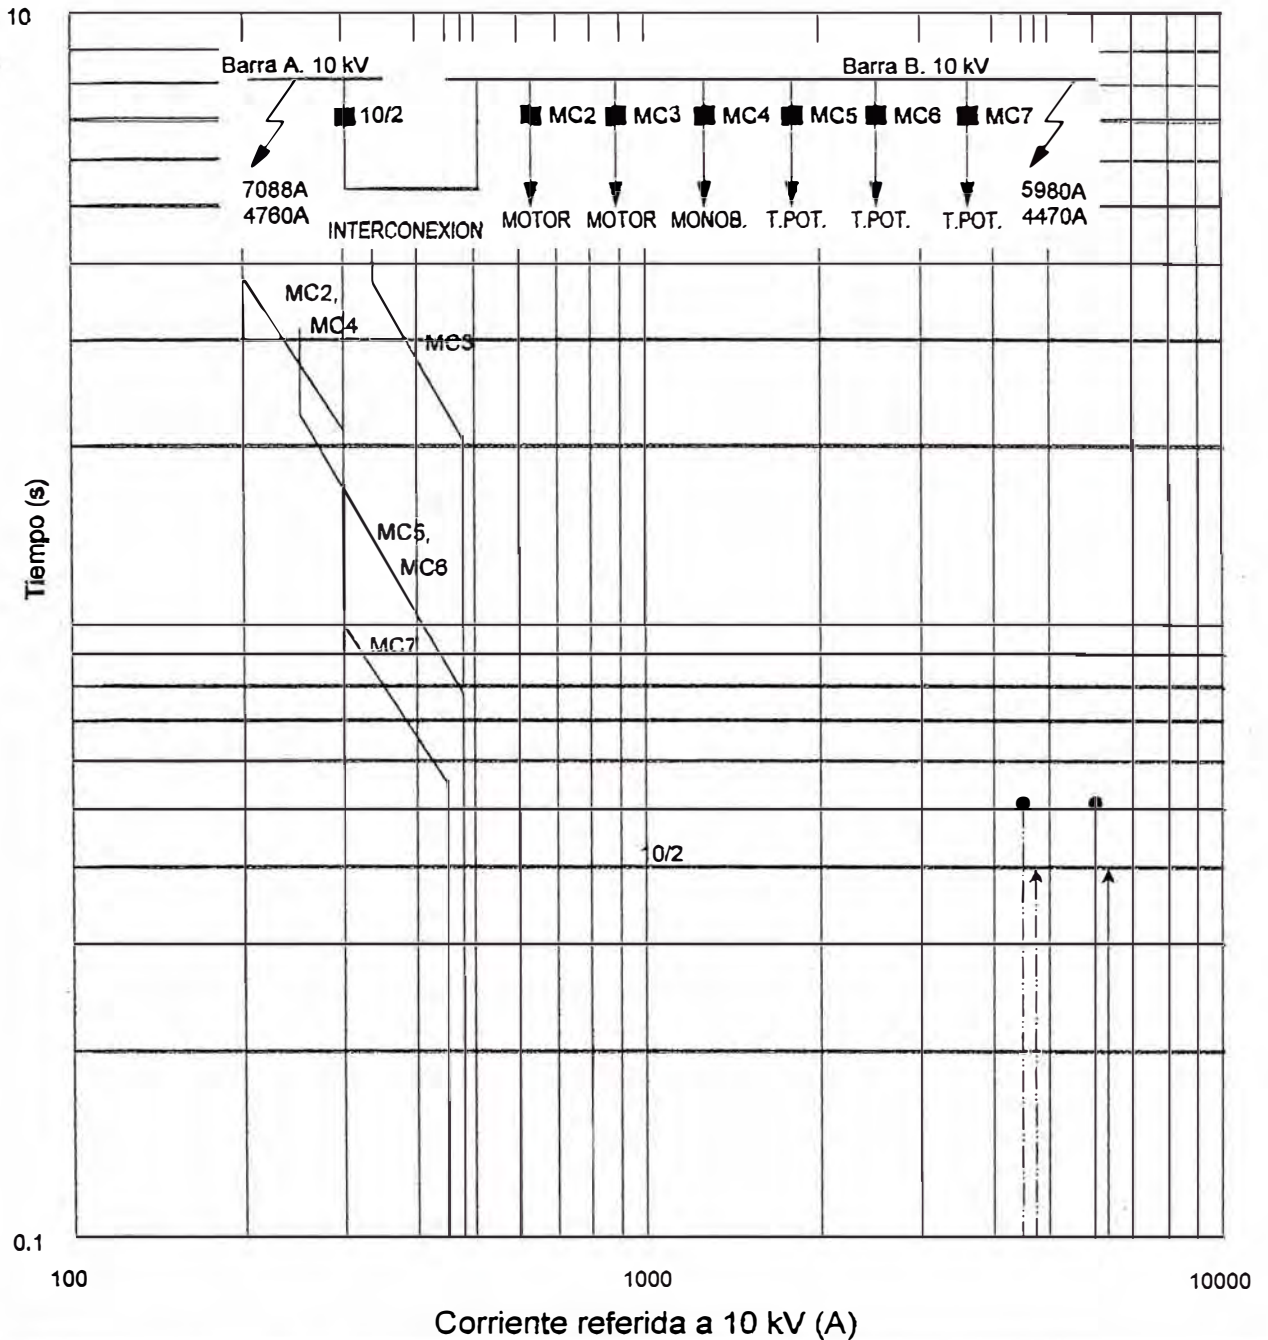 10
Barra A. 10 kV
Barra B. 10 kV
10/2
MC2
MC3
MC4
MC5
MC6
MC7
7088A
4760A
5980A
4470A
INTERCONEXION
MOTOR
MOTOR
MONOB.
T.POT.
T.POT.
T.POT.
MC2,
MC4
MC3
MC5,
MC6
MC7
10/2
Tiempo (s)
0.1
100
1000
10000
Corriente referida a 10 kV (A)